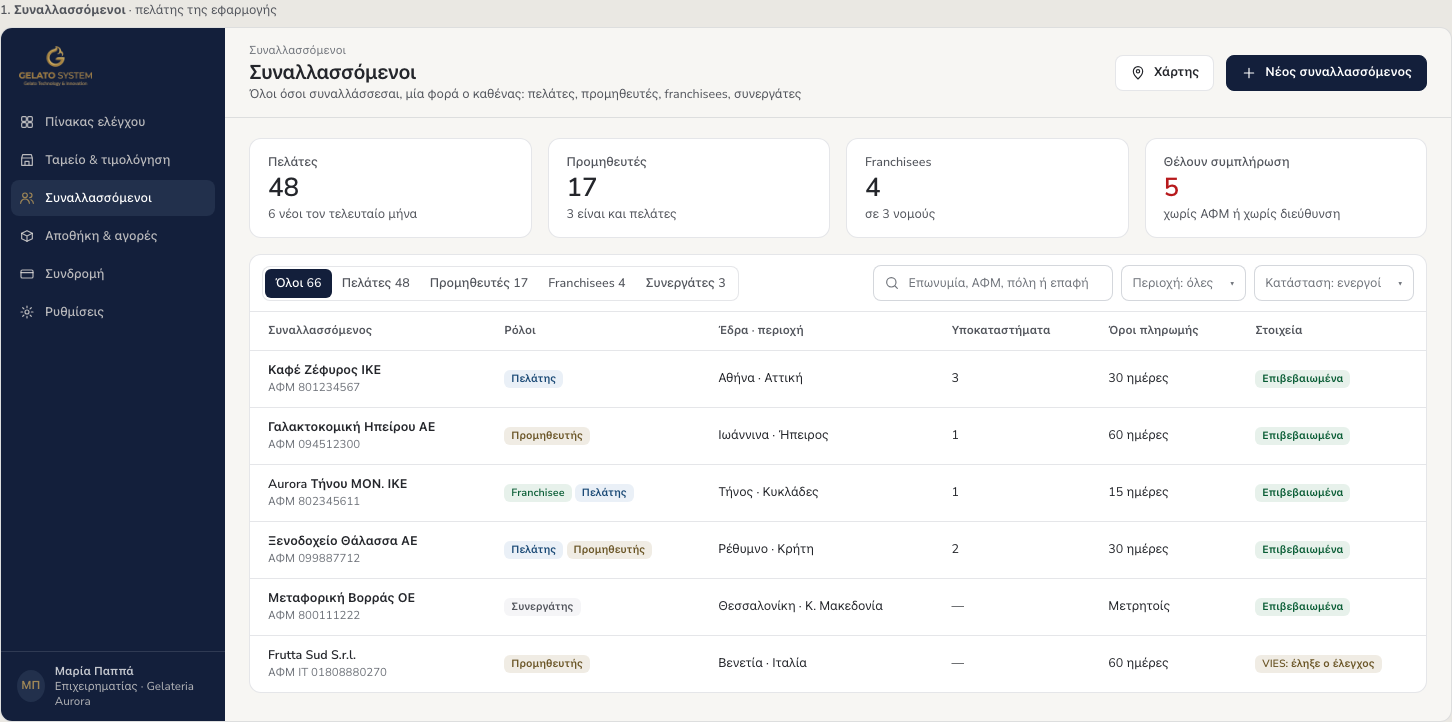 1. Συναλλασσόμενοι · πελάτης της εφαρμογής
GELATO SYSTEM
Gelato Technology & Innovation
Πίνακας ελέγχου
Ταμείο & τιμολόγηση
Συναλλασσόμενοι
Αποθήκη & αγορές
Συνδρομή
Ρυθμίσεις
ΜΠ
Μαρία Παππά
Επιχειρηματίας · Gelateria
Aurora
Συναλλασσόμενοι
Συναλλασσόμενοι
Όλοι όσοι συναλλάσσεσαι, μία φορά ο καθένας: πελάτες, προμηθευτές, franchisees, συνεργάτες
Χάρτης
+ Νέος συναλλασσόμενος
Πελάτες
48
6 νέοι τον τελευταίο μήνα
Προμηθευτές
17
3 είναι και πελάτες
Franchisees
4
σε 3 νομούς
Θέλουν συμπλήρωση
5
χωρίς ΑΦΜ ή χωρίς διεύθυνση
Όλοι 66 Πελάτες 48 Προμηθευτές 17 Franchisees 4 Συνεργάτες 3
Επωνυμία, ΑΦΜ, πόλη ή επαφή
Περιοχή: όλες
Κατάσταση: ενεργοί
Συναλλασσόμενος Ρόλοι Έδρα · περιοχή Υποκαταστήματα Όροι πληρωμής Στοιχεία
Καφέ Ζέφυρος ΙΚΕ
ΑΦΜ 801234567
Πελάτης Αθήνα · Αττική 3 30 ημέρες Επιβεβαιωμένα
Γαλακτοκομική Ηπείρου ΑΕ
ΑΦΜ 094512300
Προμηθευτής Ιωάννινα · Ήπειρος 1 60 ημέρες Επιβεβαιωμένα
Aurora Τήνου ΜΟΝ. ΙΚΕ
ΑΦΜ 802345611
Franchisee Πελάτης Τήνος · Κυκλάδες 1 15 ημέρες Επιβεβαιωμένα
Ξενοδοχείο Θάλασσα ΑΕ
ΑΦΜ 099887712
Πελάτης Προμηθευτής Ρέθυμνο · Κρήτη 2 30 ημέρες Επιβεβαιωμένα
Μεταφορική Βορράς ΟΕ
ΑΦΜ 800111222
Συνεργάτης Θεσσαλονίκη · Κ. Μακεδονία — Μετρητοίς Επιβεβαιωμένα
Frutta Sud S.r.l.
ΑΦΜ IT 01808880270
Προμηθευτής Βενετία · Ιταλία — 60 ημέρες VIES: έληξε ο έλεγχος